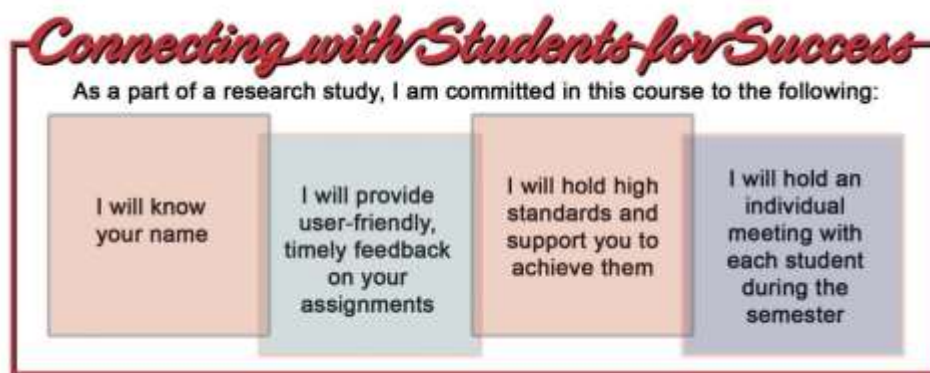 Connecting with Students for Success
As a part of a research study, I am committed in this course to the following:
I will know
your name
I will provide
user-friendly,
timely feedback
on your
assignments
I will hold high
standards and
support you to
achieve them
I will hold an
individual
meeting with
each student
during the
semester